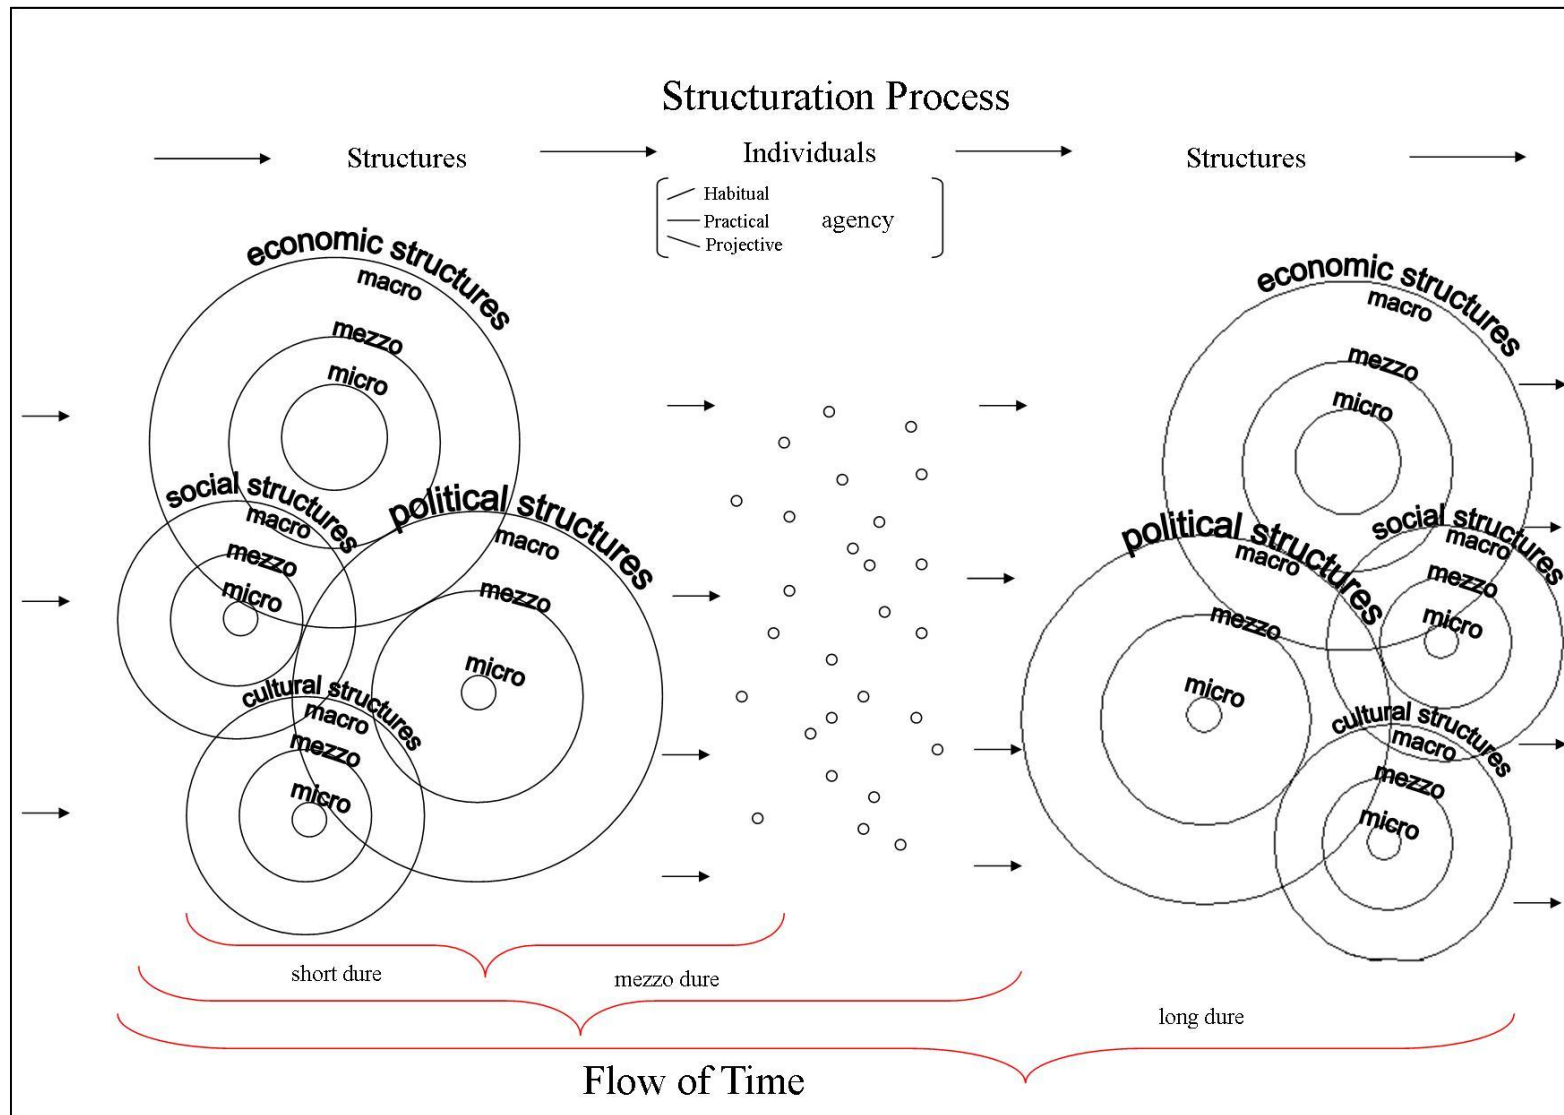 Structuration Process
Structures
Individuals
Structures
Habitual
Practical
agency
Projective
economic structures
macro
mezzo
micro
social structures
macro
mezzo
micro
political structures
macro
mezzo
micro
cultural structures
macro
mezzo
micro
economic structures
macro
mezzo
micro
political structures
macro
mezzo
micro
social structures
macro
mezzo
micro
cultural structures
macro
mezzo
micro
short dure
mezzo dure
long dure
Flow of Time